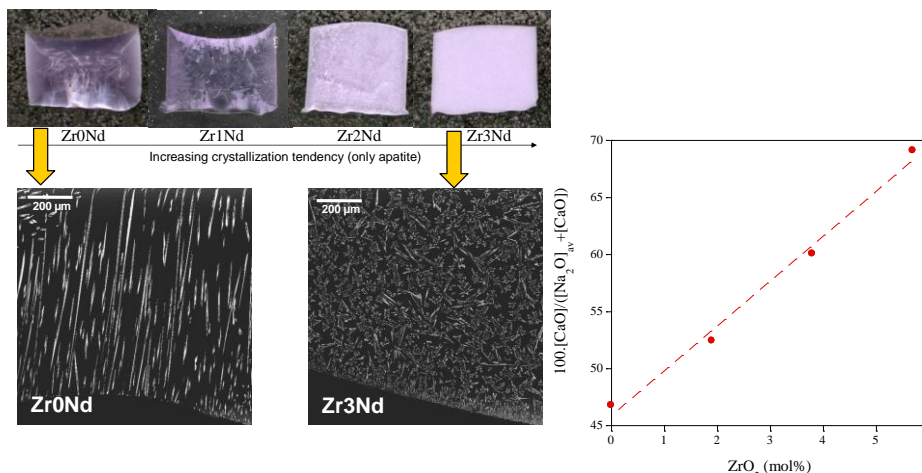 Zr0Nd Zr1Nd Zr2Nd Zr3Nd
Increasing crystallization tendency (only apatite)
200 µm
Zr0Nd
200 µm
Zr3Nd
100.[CaO]/([Na2O]av+[CaO])
70
65
60
55
50
45
0 1 2 3 4 5
ZrO2 (mol%)